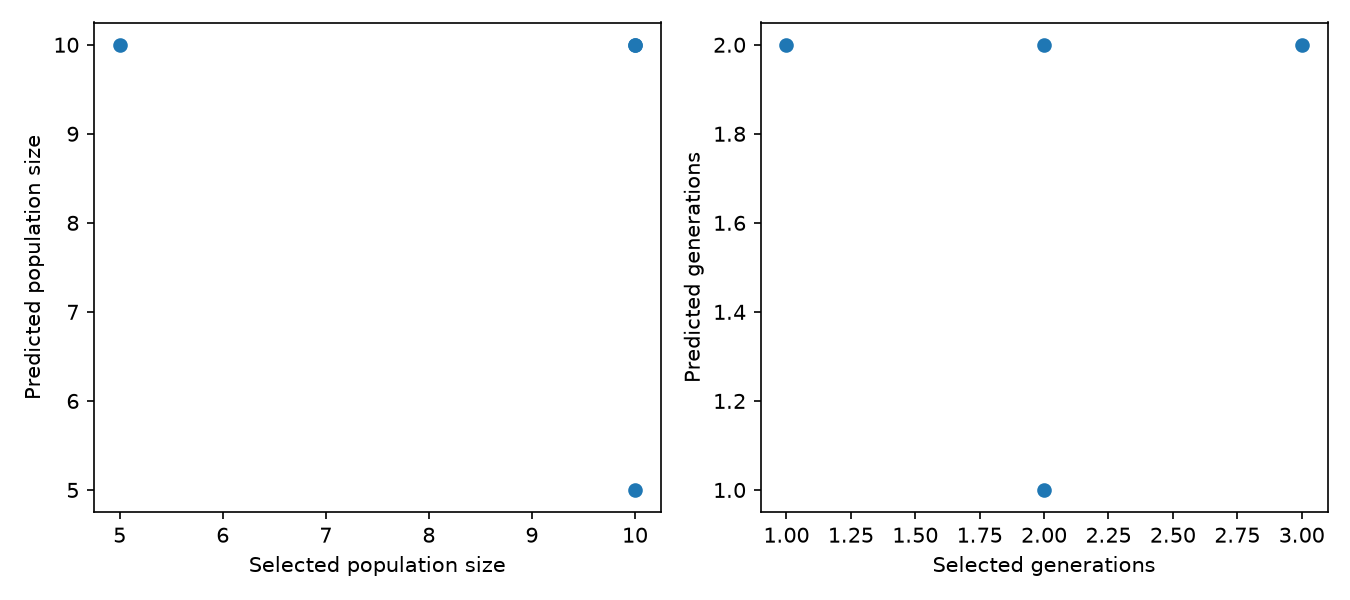 Predicted population size
10
9
8
7
6
5
5 6 7 8 9 10
Selected population size
Predicted generations
2.0
1.8
1.6
1.4
1.2
1.0
1.00 1.25 1.50 1.75 2.00 2.25 2.50 2.75 3.00
Selected generations